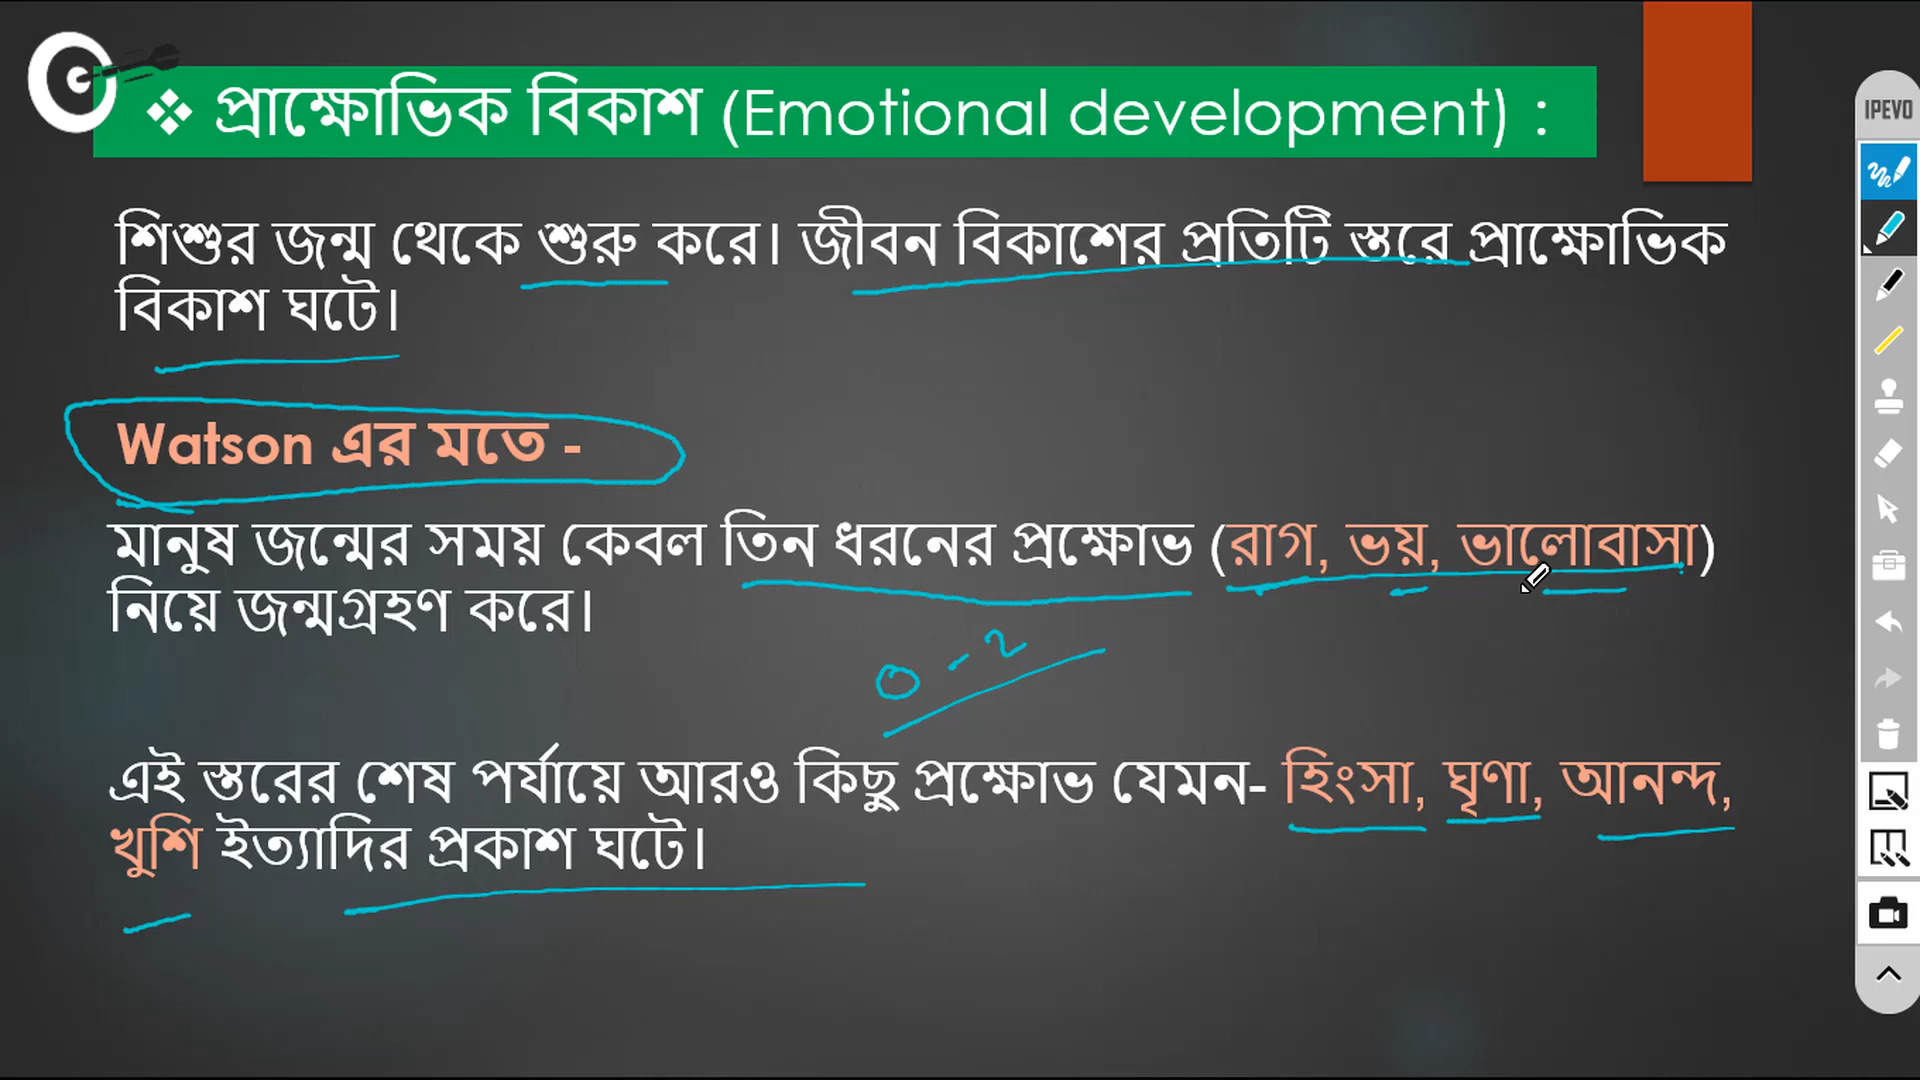 ❖ প্রাক্ষোভিক বিকাশ (Emotional development) :
IPEVO
শিশুর জন্ম থেকে শুরু করে। জীবন বিকাশের প্রতিটি স্তরে প্রাক্ষোভিক
বিকাশ ঘটে।
Watson এর মতে -
মানুষ জন্মের সময় কেবল তিন ধরনের প্রক্ষোভ (রাগ, ভয়, ভালোবাসা)
নিয়ে জন্মগ্রহণ করে।
0 - 2
এই স্তরের শেষ পর্যায়ে আরও কিছু প্রক্ষোভ যেমন- হিংসা, ঘৃণা, আনন্দ,
খুশি ইত্যাদির প্রকাশ ঘটে।